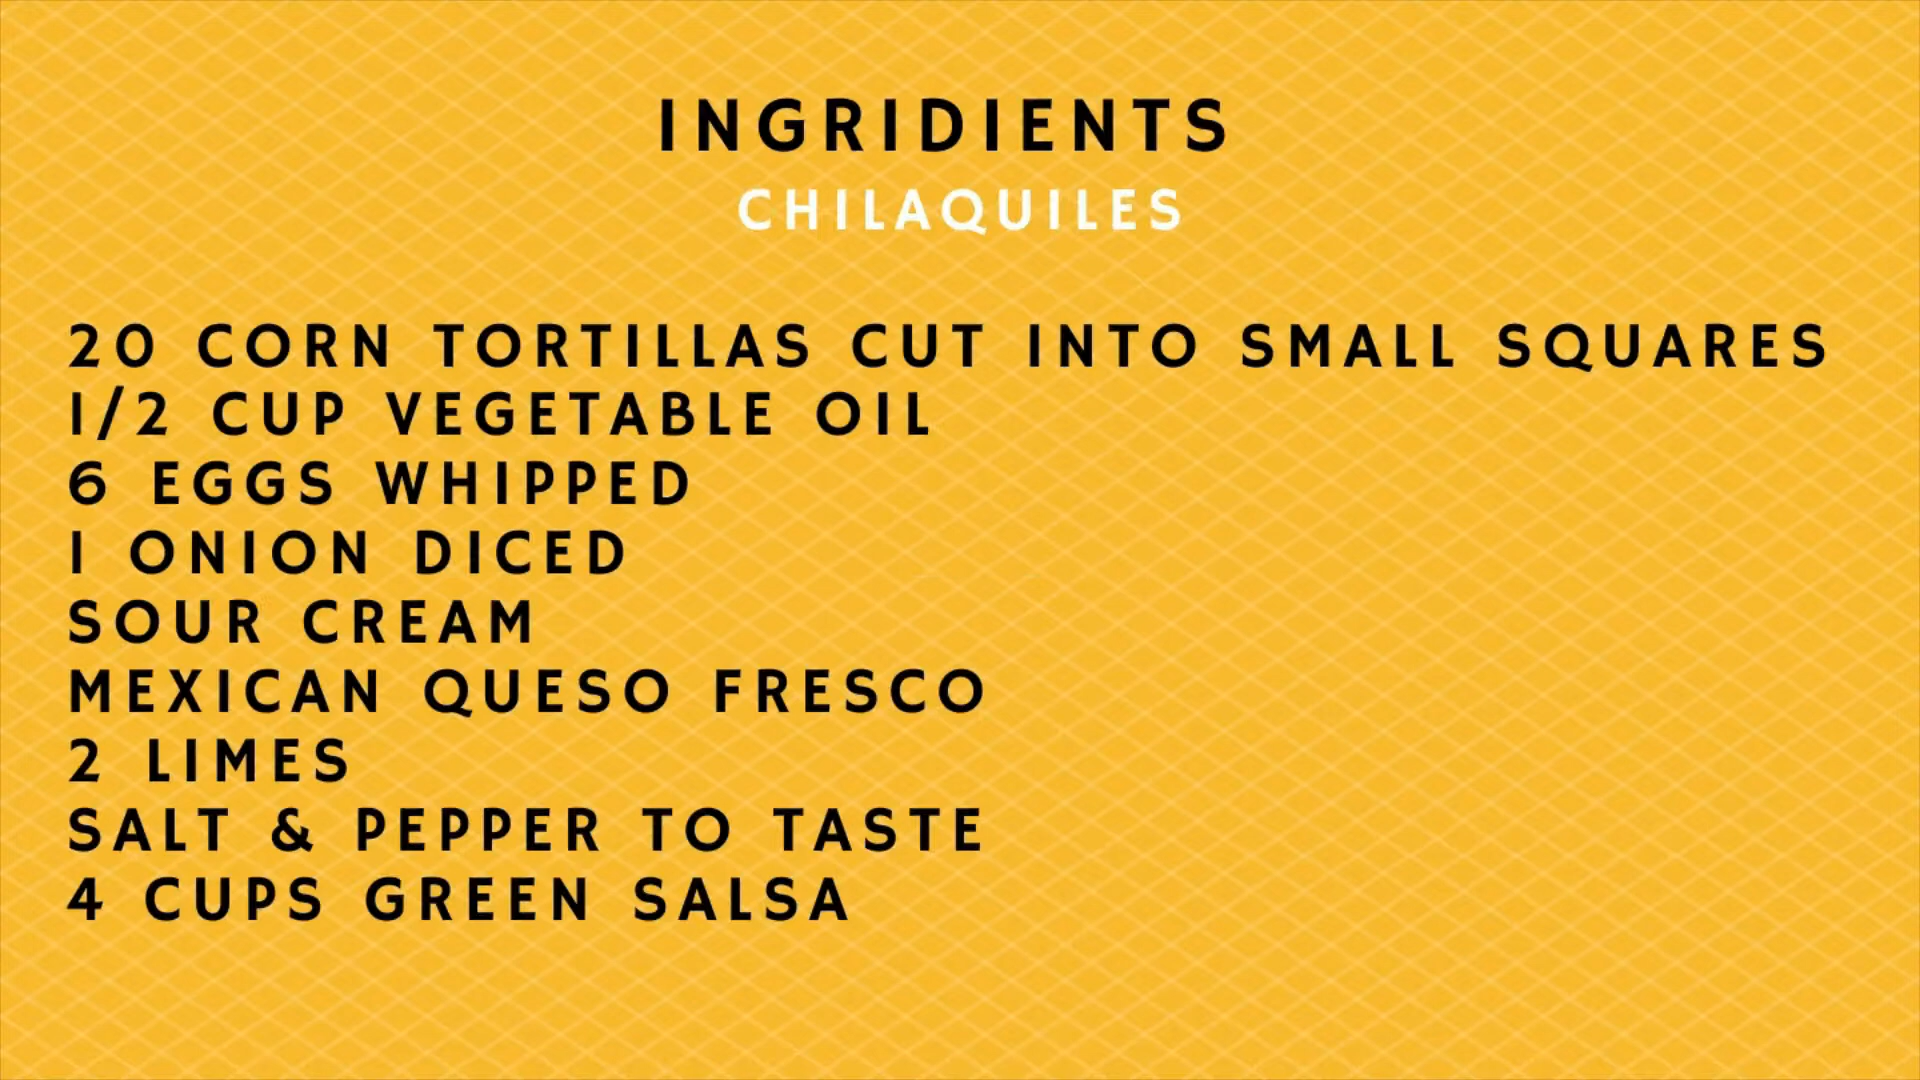 INGRIDIENTS
CHILAQUILES
20 CORN TORTILLAS CUT INTO SMALL SQUARES
1/2 CUP VEGETABLE OIL
6 EGGS WHIPPED
1 ONION DICED
SOUR CREAM
MEXICAN QUESO FRESCO
2 LIMES
SALT & PEPPER TO TASTE
4 CUPS GREEN SALSA